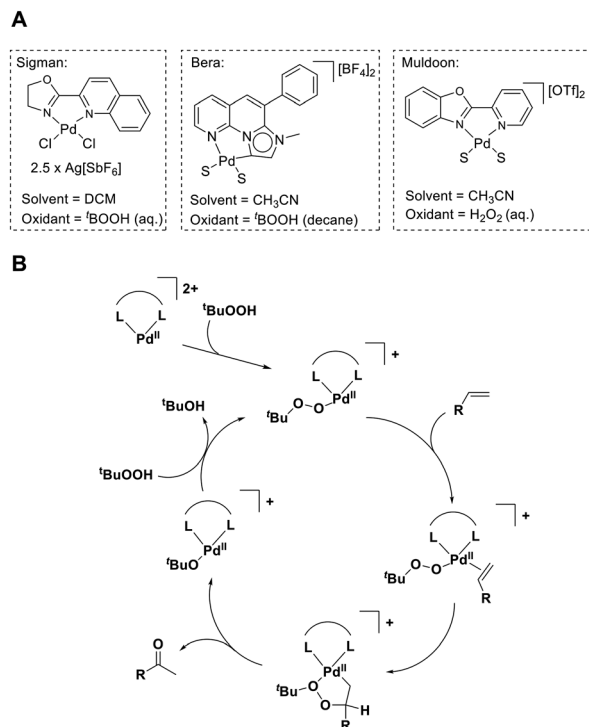 A
Sigman:
O
N
N
Pd
Cl
Cl
2.5 x Ag[SbF₆]
Solvent = DCM
Oxidant = ᵗBOOH (aq.)
Bera:
[BF₄]₂
N
N
N
Pd
S
S
Solvent = CH₃CN
Oxidant = ᵗBOOH (decane)
Muldoon:
[OTf]₂
O
N
N
Pd
S
S
Solvent = CH₃CN
Oxidant = H₂O₂ (aq.)
B
2+
L L
Pdᴵᴵ
ᵗBuOOH
+
L L
Pdᴵᴵ
O
O
ᵗBu
R
+
L L
Pdᴵᴵ
O
O
ᵗBu
R
+
L L
Pdᴵᴵ
ᵗBu
O
O
H
R
O
R
+
L L
Pdᴵᴵ
ᵗBuO
ᵗBuOOH
ᵗBuOH